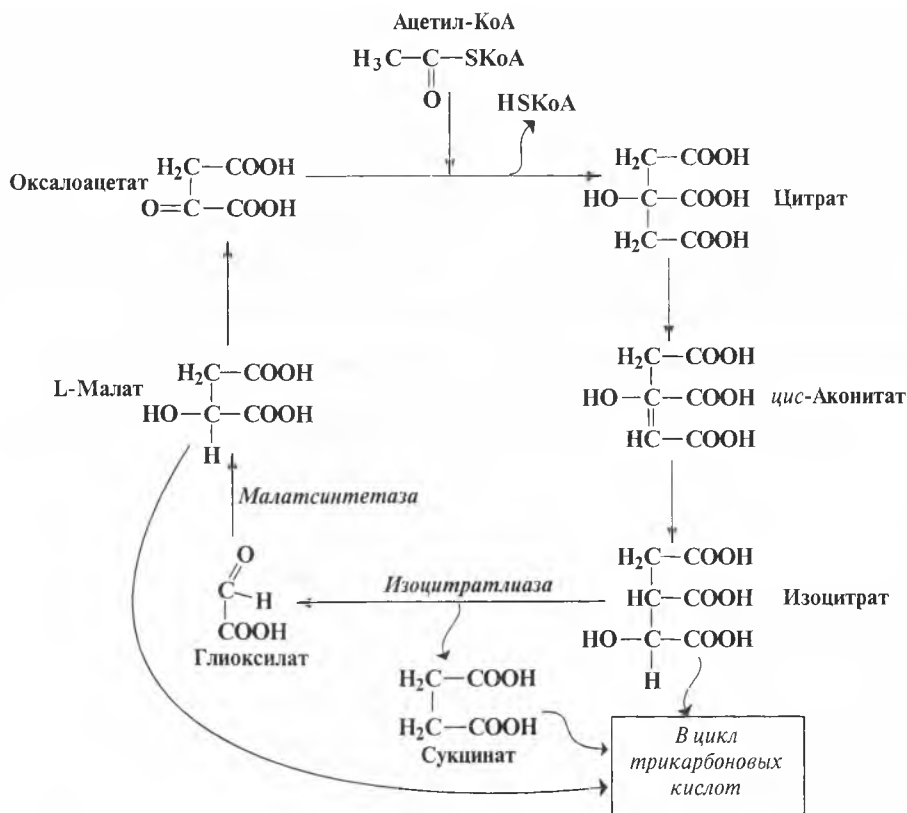 Ацетил-КоА
H₃C—C—SKoA
O
HSKoA
Оксалоацетат
H₂C—COOH
O=C—COOH
H₂C—COOH
HO—C—COOH
H₂C—COOH
Цитрат
L-Малат
H₂C—COOH
HO—C—COOH
H
H₂C—COOH
HO—C—COOH
HC—COOH
цис-Аконитат
Малатсинтетаза
O
C—H
COOH
Глиоксилат
Изоцитратлиаза
H₂C—COOH
HC—COOH
HO—C—COOH
H
Изоцитрат
H₂C—COOH
H₂C—COOH
Сукцинат
В цикл
трикарбоновых
кислот